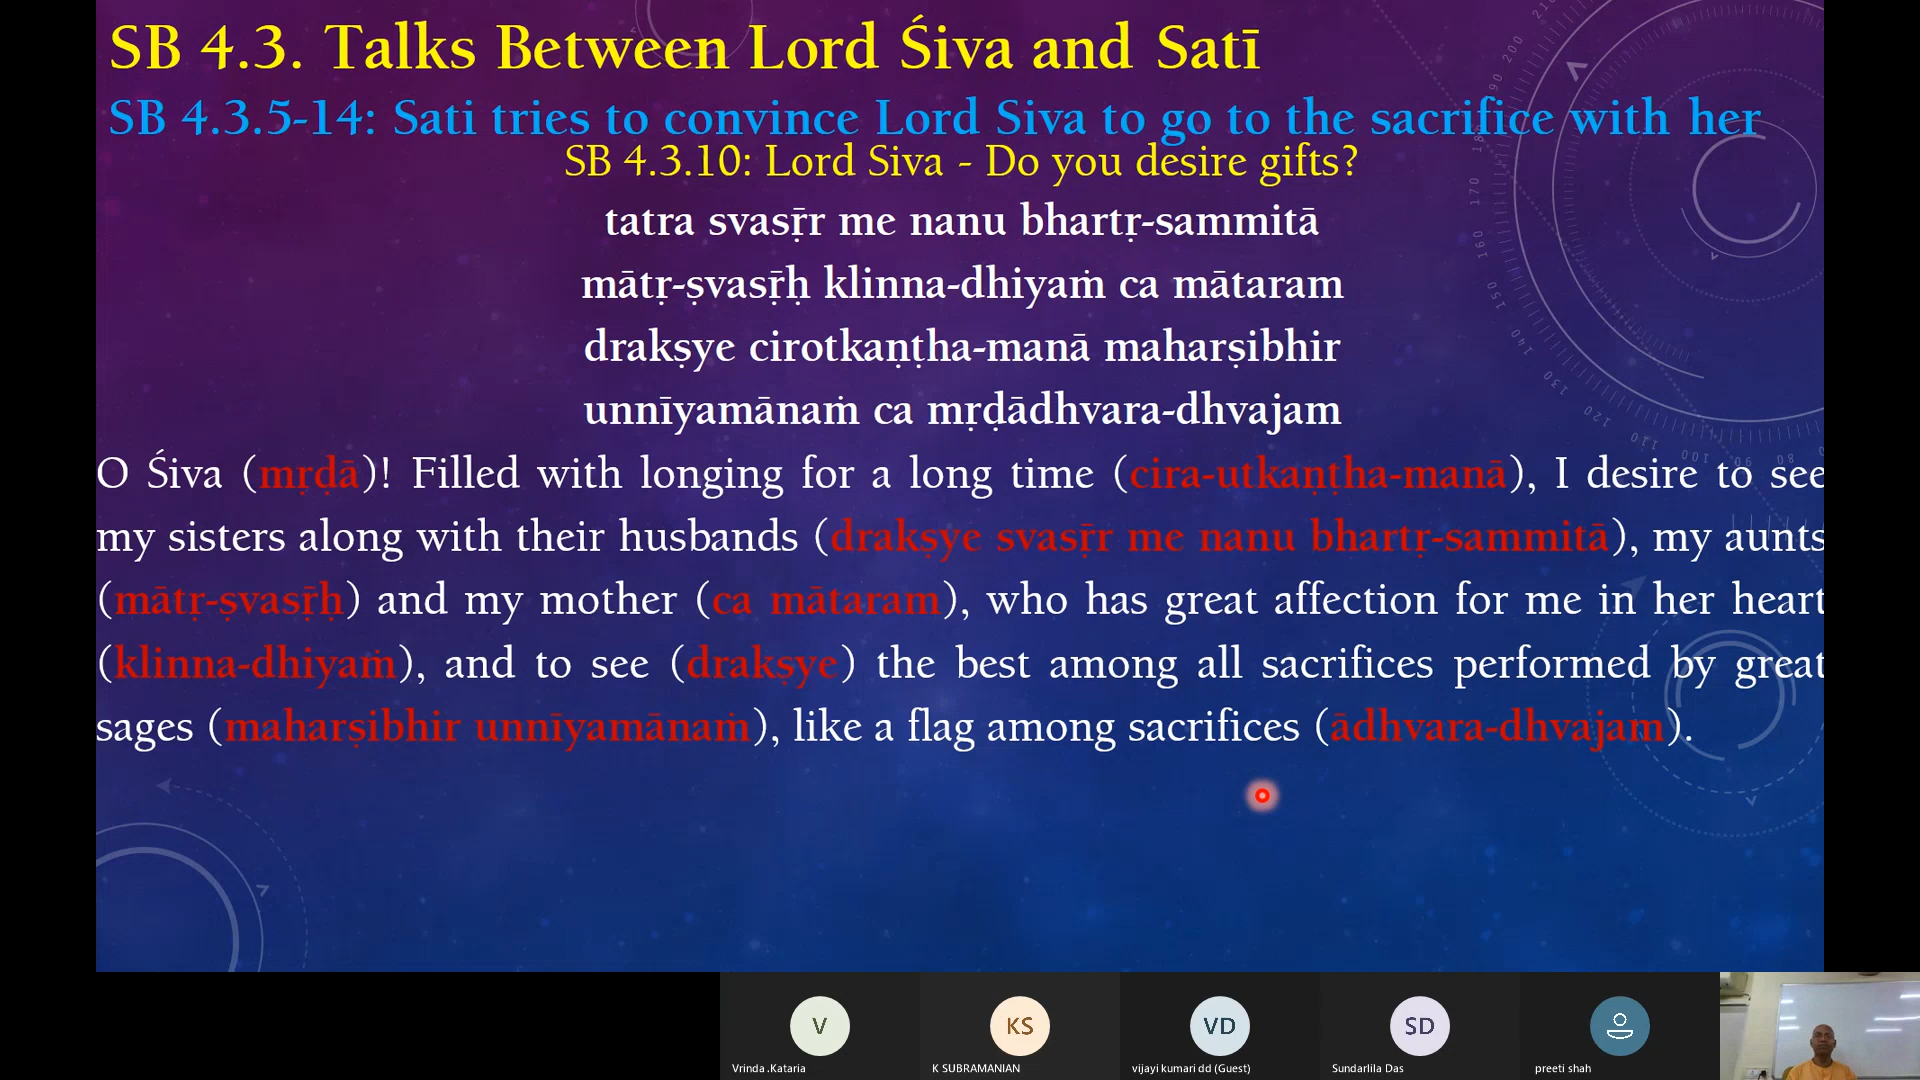 SB 4.3. Talks Between Lord Śiva and Satī
SB 4.3.5-14: Sati tries to convince Lord Siva to go to the sacrifice with her
SB 4.3.10: Lord Siva - Do you desire gifts?
tatra svasṝr me nanu bhartṛ-sammitā
mātṛ-ṣvasṝḥ klinna-dhiyaṁ ca mātaram
drakṣye cirotkaṇṭha-manā maharṣibhir
unnīyamānaṁ ca mṛḍādhvara-dhvajam
O Śiva (mṛḍā)! Filled with longing for a long time (cira-utkaṇṭha-manā), I desire to see
my sisters along with their husbands (drakṣye svasṝr me nanu bhartṛ-sammitā), my aunts
(mātṛ-ṣvasṝḥ) and my mother (ca mātaram), who has great affection for me in her heart
(klinna-dhiyaṁ), and to see (drakṣye) the best among all sacrifices performed by great
sages (maharṣibhir unnīyamānaṁ), like a flag among sacrifices (ādhvara-dhvajam).
V KS VD SD
Vrinda .Kataria K SUBRAMANIAN vijayi kumari dd (Guest) Sundarlila Das preeti shah